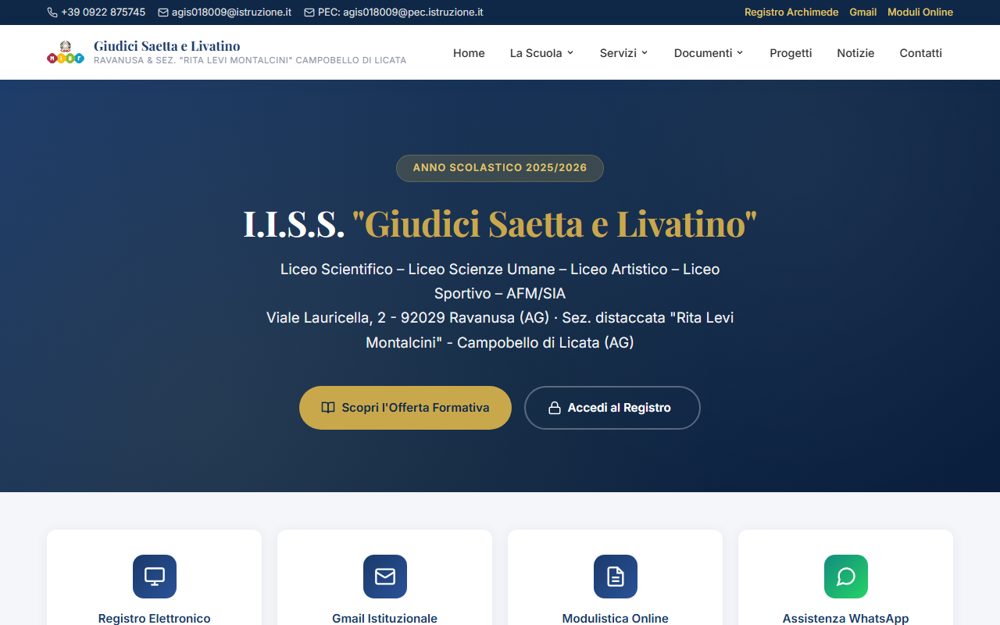 +39 0922 875745 agis018009@istruzione.it PEC: agis018009@pec.istruzione.it Registro Archimede Gmail Moduli Online
Giudici Saetta e Livatino
RAVANUSA & SEZ. "RITA LEVI MONTALCINI" CAMPOBELLO DI LICATA
MIUR
Home La Scuola Servizi Documenti Progetti Notizie Contatti
ANNO SCOLASTICO 2025/2026
I.I.S.S. "Giudici Saetta e Livatino"
Liceo Scientifico – Liceo Scienze Umane – Liceo Artistico – Liceo
Sportivo – AFM/SIA
Viale Lauricella, 2 - 92029 Ravanusa (AG) · Sez. distaccata "Rita Levi
Montalcini" - Campobello di Licata (AG)
Scopri l'Offerta Formativa Accedi al Registro
Registro Elettronico Gmail Istituzionale Modulistica Online Assistenza WhatsApp